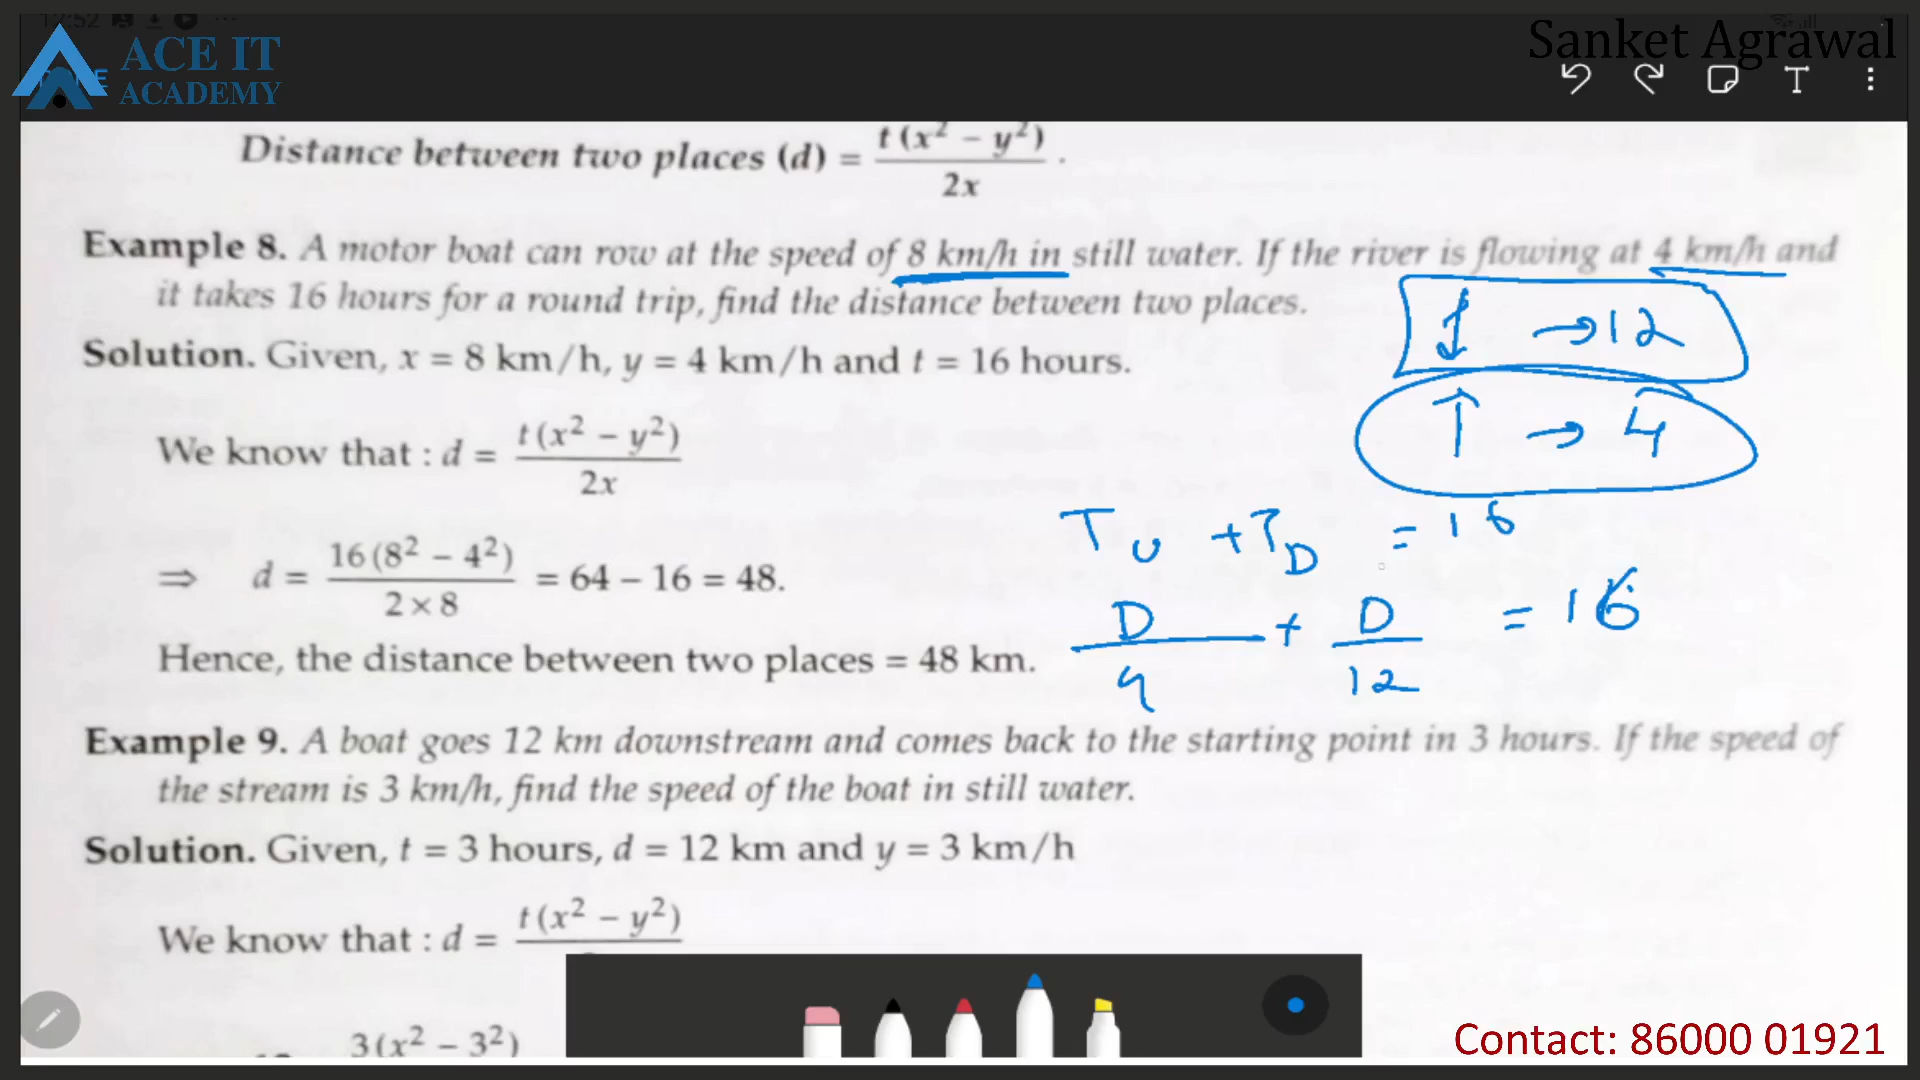 12:52
ACE IT
ACADEMY
Sanket Agrawal
T
Distance between two places (d) = t (x² − y²) / 2x .
Example 8. A motor boat can row at the speed of 8 km/h in still water. If the river is flowing at 4 km/h and
it takes 16 hours for a round trip, find the distance between two places.
↓ → 12
Solution. Given, x = 8 km/h, y = 4 km/h and t = 16 hours.
↑ → 4
We know that : d = t (x² − y²) / 2x
T U + T D = 16
⇒ d = 16 (8² − 4²) / 2 × 8 = 64 − 16 = 48.
D / 4 + D / 12 = 16
Hence, the distance between two places = 48 km.
Example 9. A boat goes 12 km downstream and comes back to the starting point in 3 hours. If the speed of
the stream is 3 km/h, find the speed of the boat in still water.
Solution. Given, t = 3 hours, d = 12 km and y = 3 km/h
We know that : d = t (x² − y²)
3 (x² − 3²)
Contact: 86000 01921